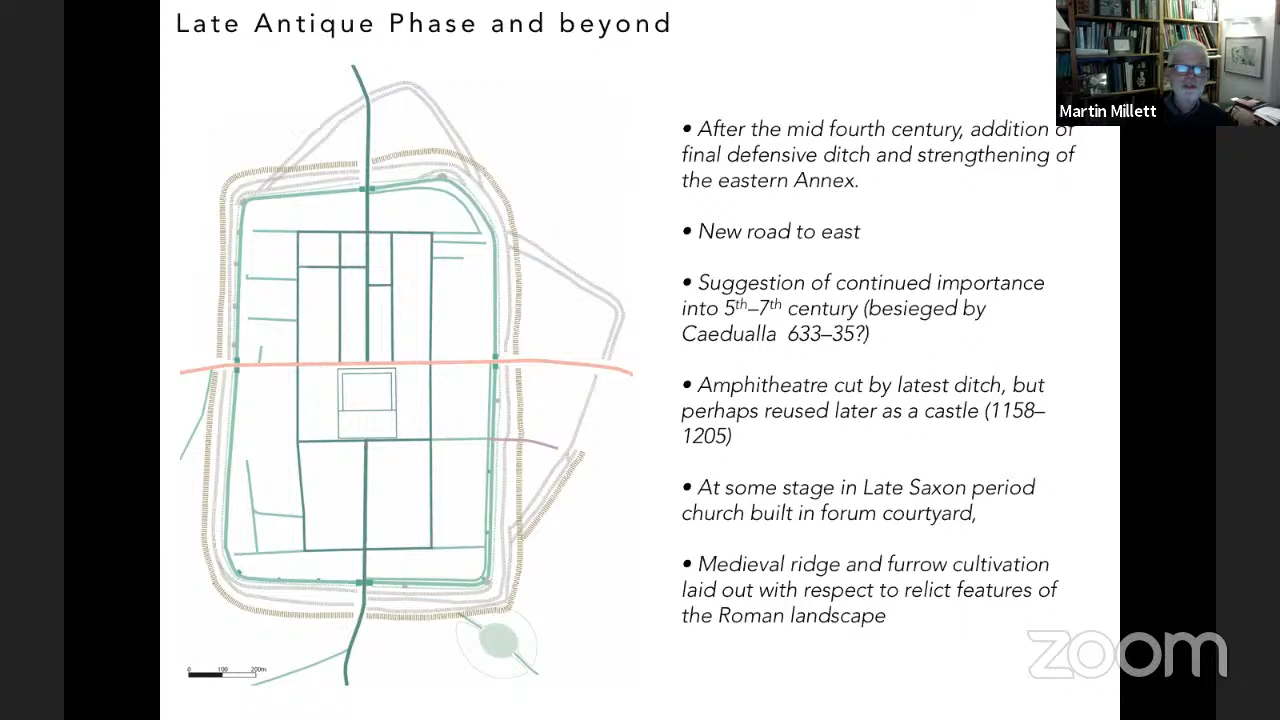 Late Antique Phase and beyond
Martin Millett
• After the mid fourth century, addition of
final defensive ditch and strengthening of
the eastern Annex.
• New road to east
• Suggestion of continued importance
into 5th–7th century (besieged by
Caedualla 633–35?)
• Amphitheatre cut by latest ditch, but
perhaps reused later as a castle (1158–
1205)
• At some stage in Late Saxon period
church built in forum courtyard,
• Medieval ridge and furrow cultivation
laid out with respect to relict features of
the Roman landscape
0 100 200m
zoom